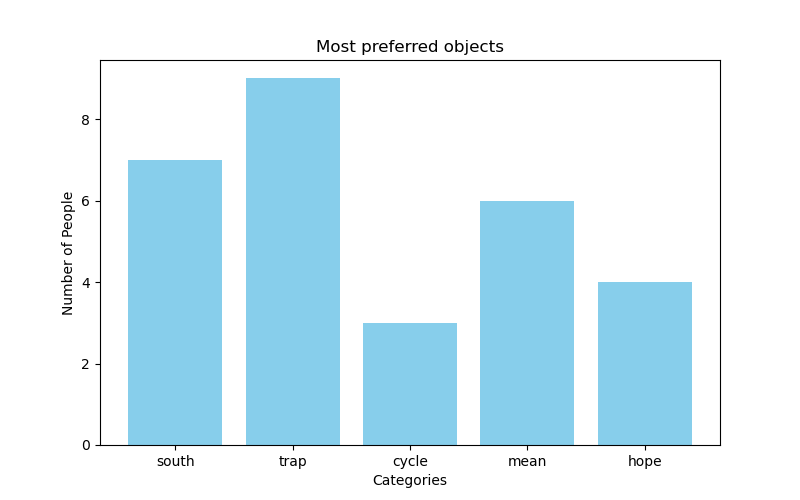 Most preferred objects
Number of People
8
6
4
2
0
south trap cycle mean hope
Categories